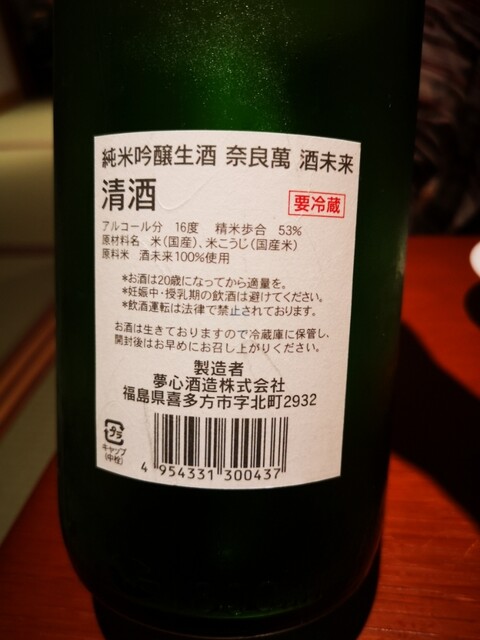 純米吟醸生酒 奈良萬 酒未来
清酒
要冷蔵
アルコール分 16度 精米歩合 53%
原材料名 米(国産)、米こうじ(国産米)
原料米 酒未来100%使用
*お酒は20歳になってから適量を。
*妊娠中・授乳期の飲酒は避けてください。
*飲酒運転は法律で禁止されております。
お酒は生きておりますので冷蔵庫に保管し、
開封後はお早めにお召し上がりください。
製造者
夢心酒造株式会社
福島県喜多方市字北町2932
プラ
キャップ
(中栓)
4 954331 300437